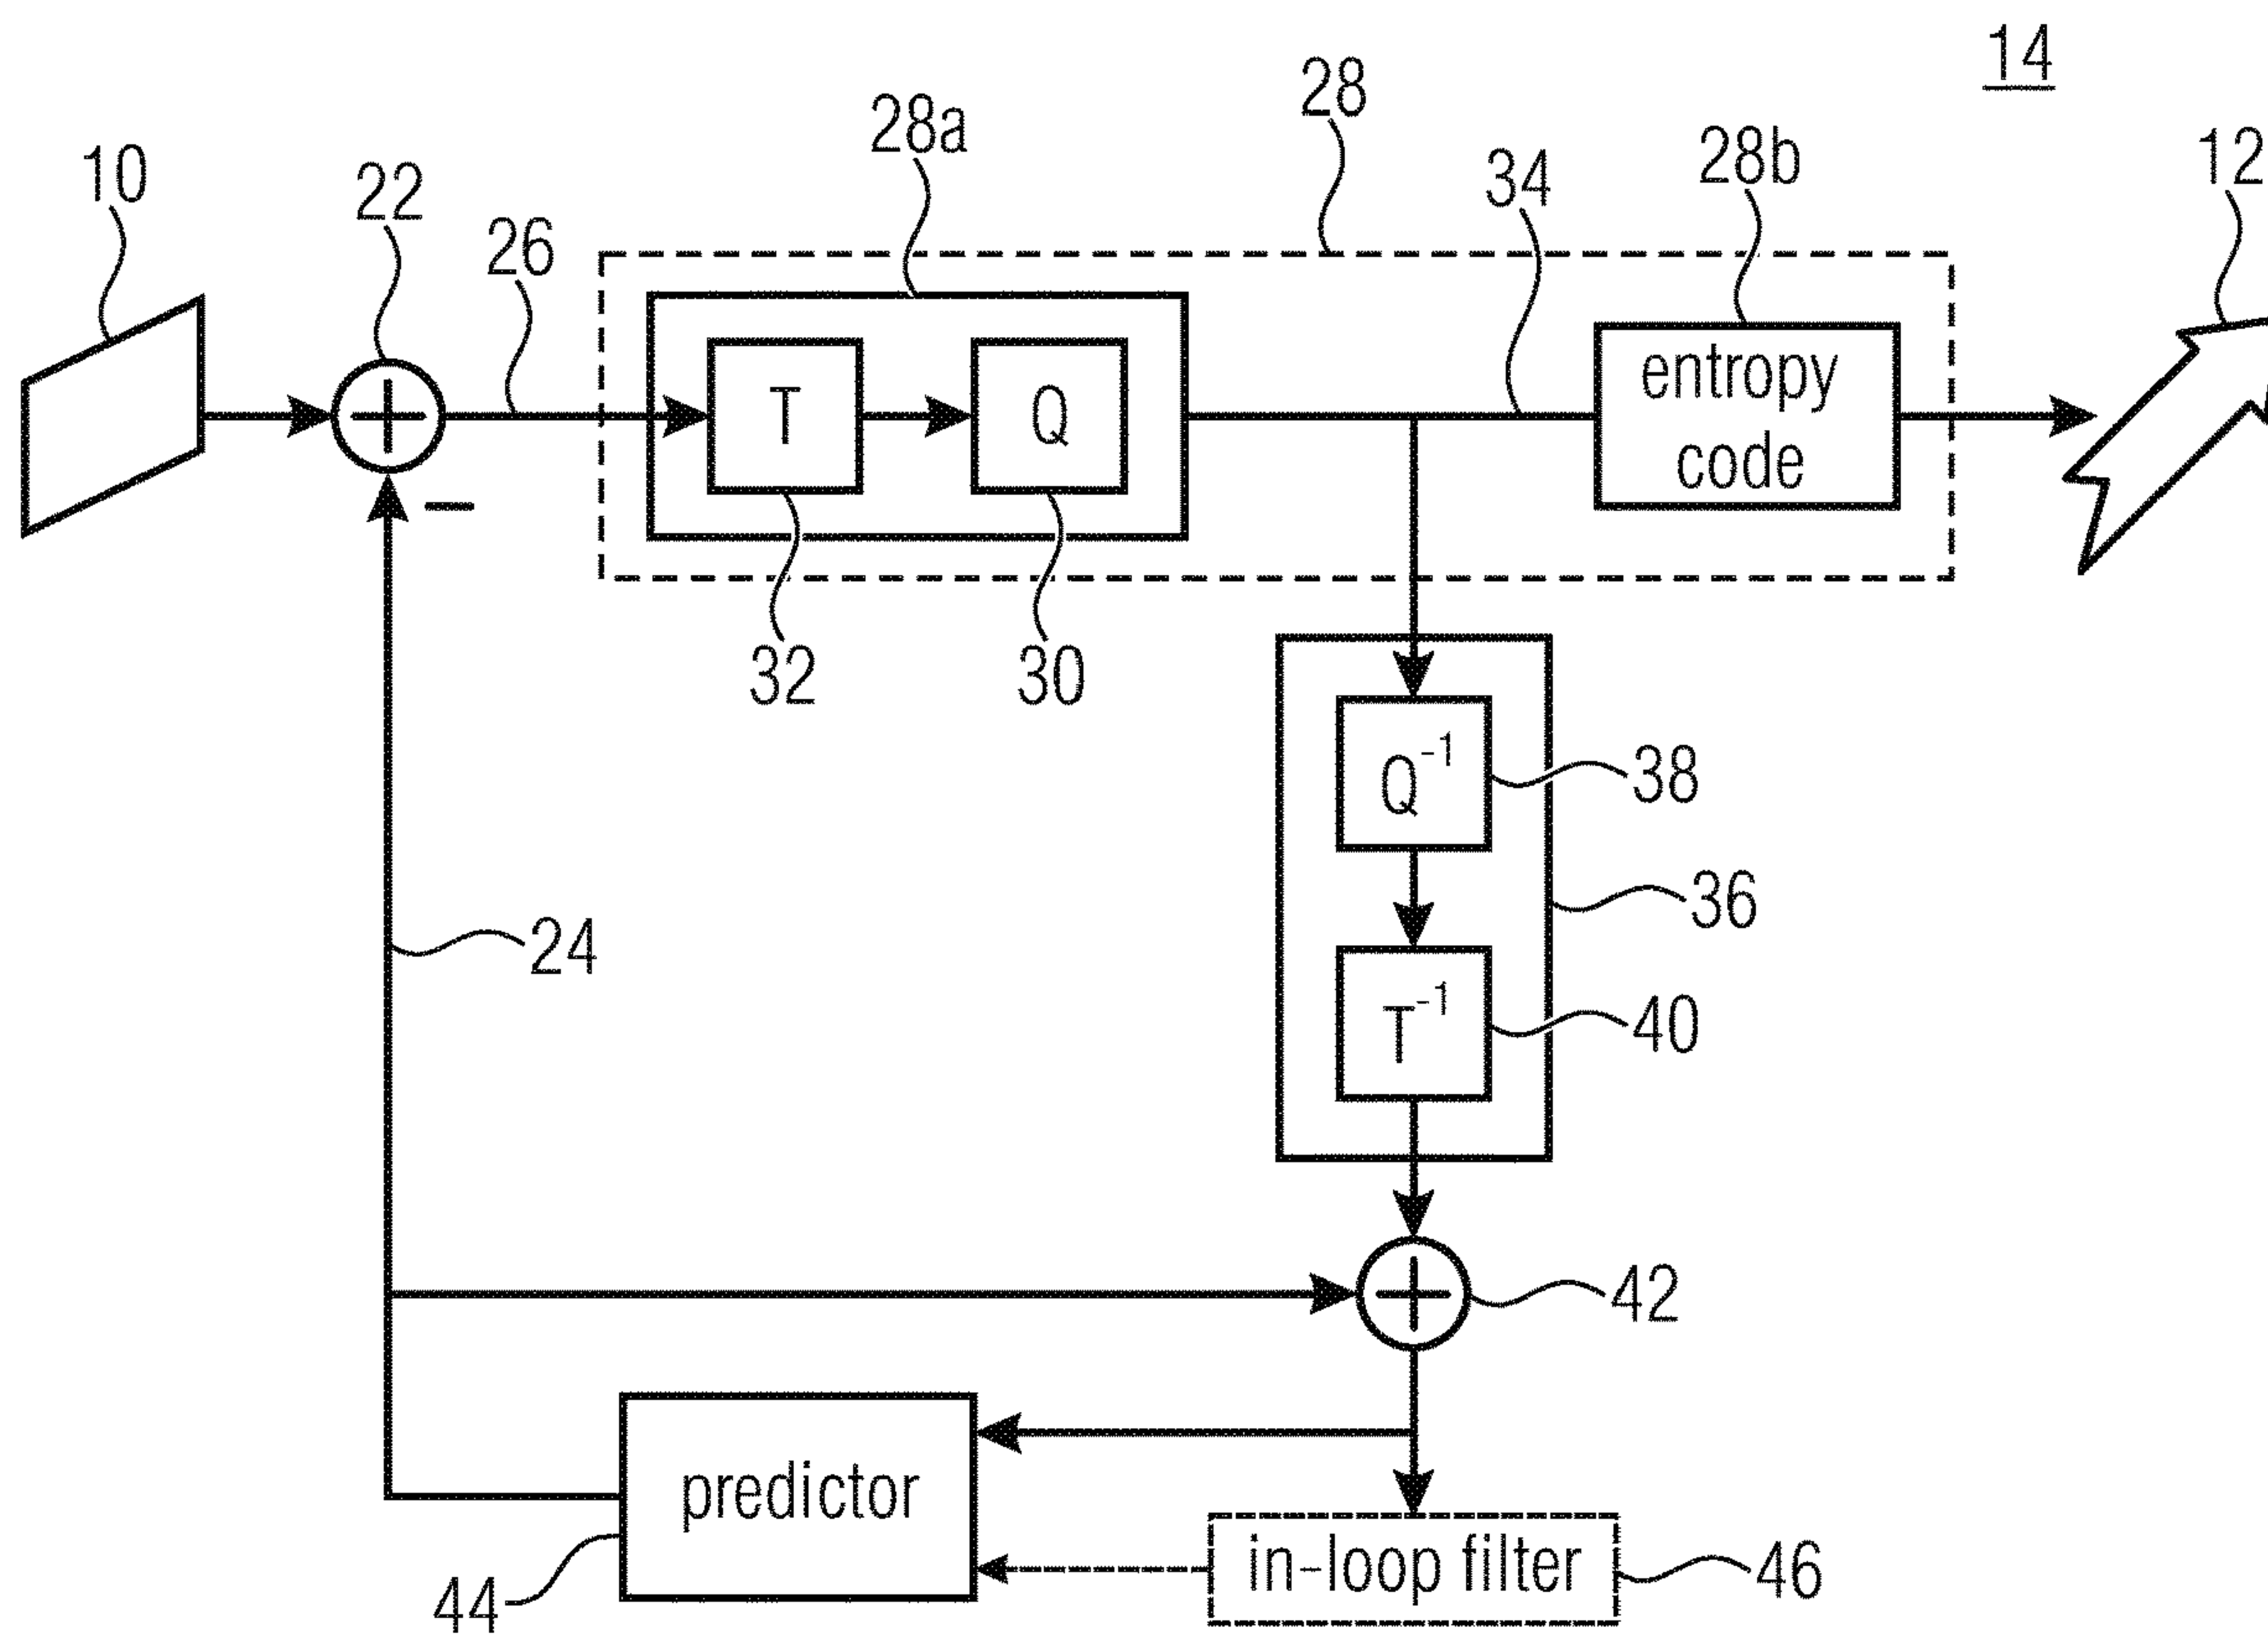 14
28
28a
34
28b
12
10
22
26
entropy
code
T
Q
–
32
30
Q⁻¹
38
36
24
T⁻¹
40
42
predictor
in-loop filter
46
44